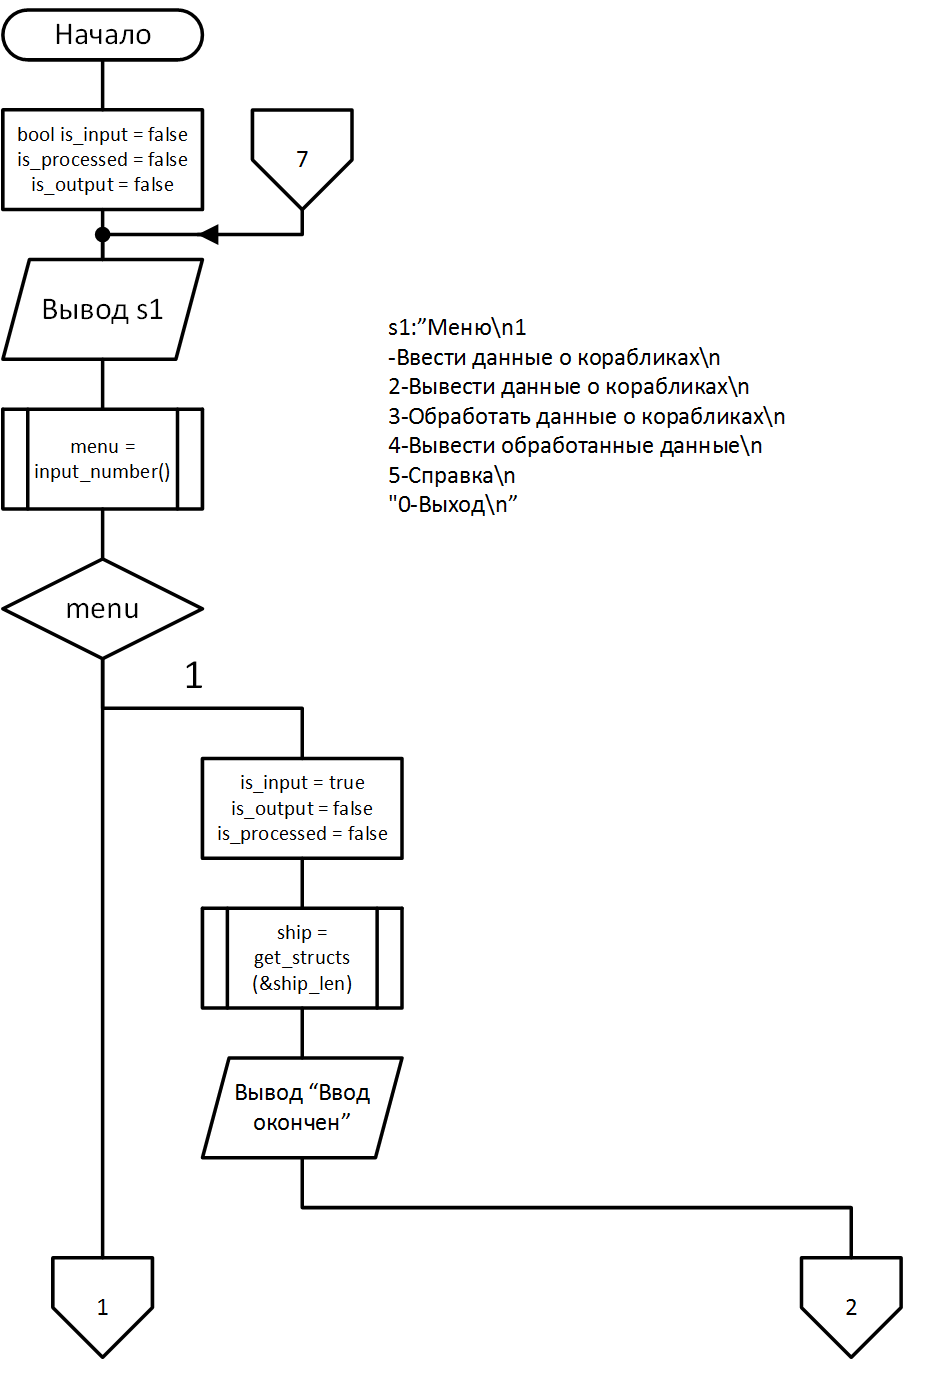 Начало
bool is_input = false
is_processed = false
is_output = false
7
Вывод s1
s1:”Меню\n1
-Ввести данные о корабликах\n
2-Вывести данные о корабликах\n
3-Обработать данные о корабликах\n
4-Вывести обработанные данные\n
5-Справка\n
"0-Выход\n”
menu =
input_number()
menu
1
is_input = true
is_output = false
is_processed = false
ship =
get_structs
(&ship_len)
Вывод “Ввод
окончен”
1
2